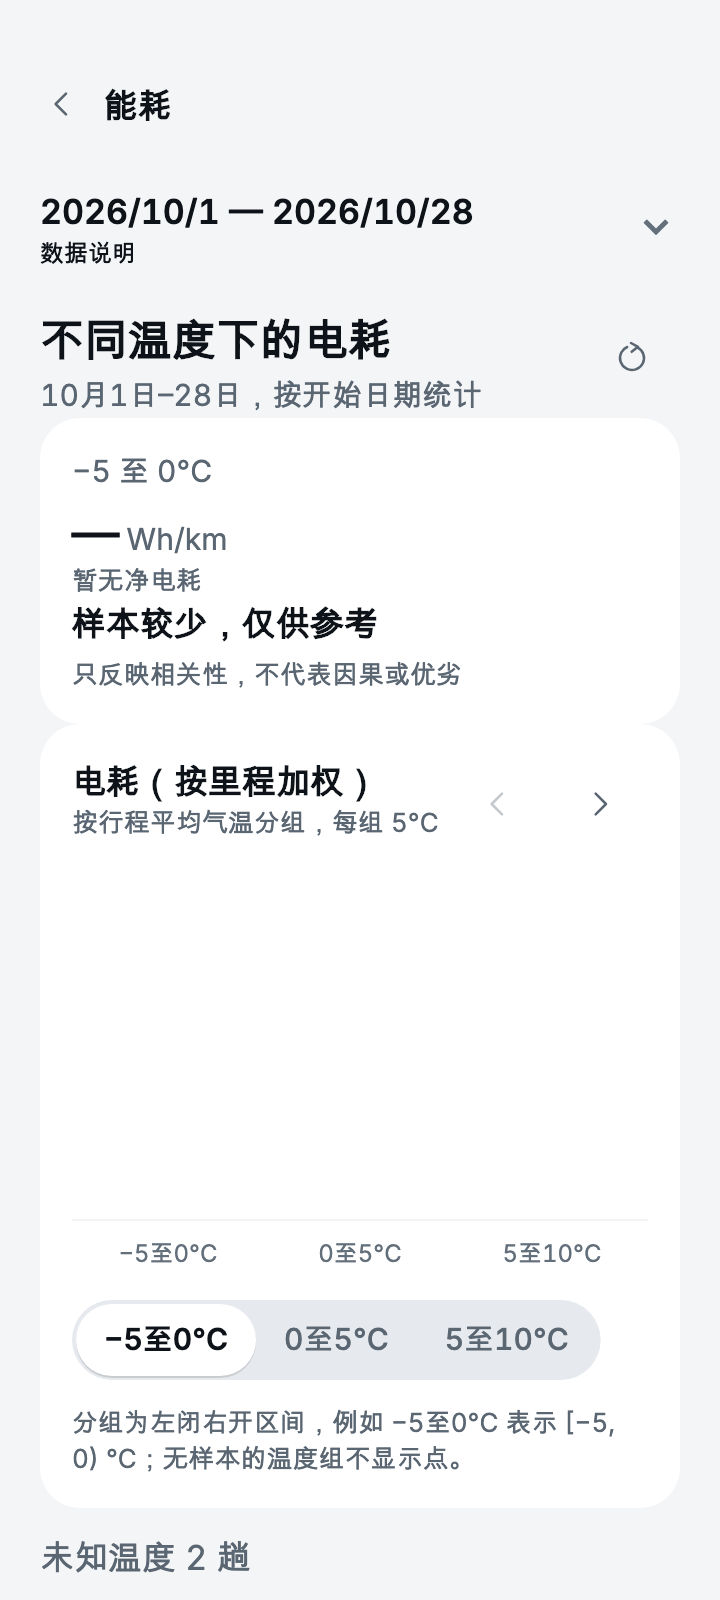 能耗
2026/10/1 — 2026/10/28
数据说明
不同温度下的电耗
10月1日–28日，按开始日期统计
−5 至 0°C
— Wh/km
暂无净电耗
样本较少，仅供参考
只反映相关性，不代表因果或优劣
电耗（按里程加权）
按行程平均气温分组，每组 5°C
−5至0°C 0至5°C 5至10°C
−5至0°C 0至5°C 5至10°C
分组为左闭右开区间，例如 −5至0°C 表示 [−5,
0) °C；无样本的温度组不显示点。
未知温度 2 趟